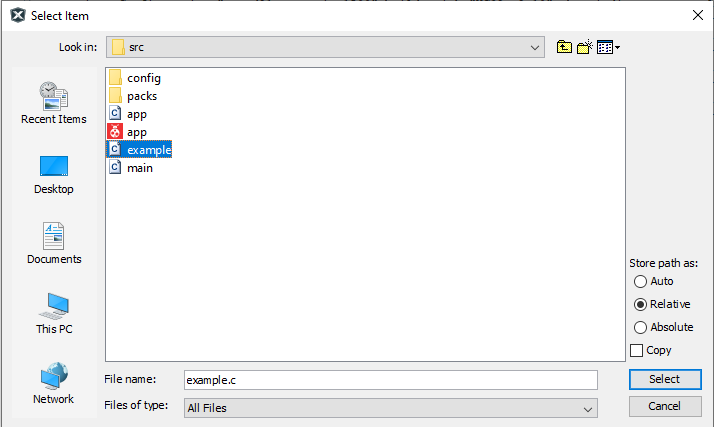 Select Item
Look in:
src
Recent Items
Desktop
Documents
This PC
Network
config
packs
app
app
example
main
Store path as:
Auto
Relative
Absolute
Copy
File name:
example.c
Select
Files of type:
All Files
Cancel